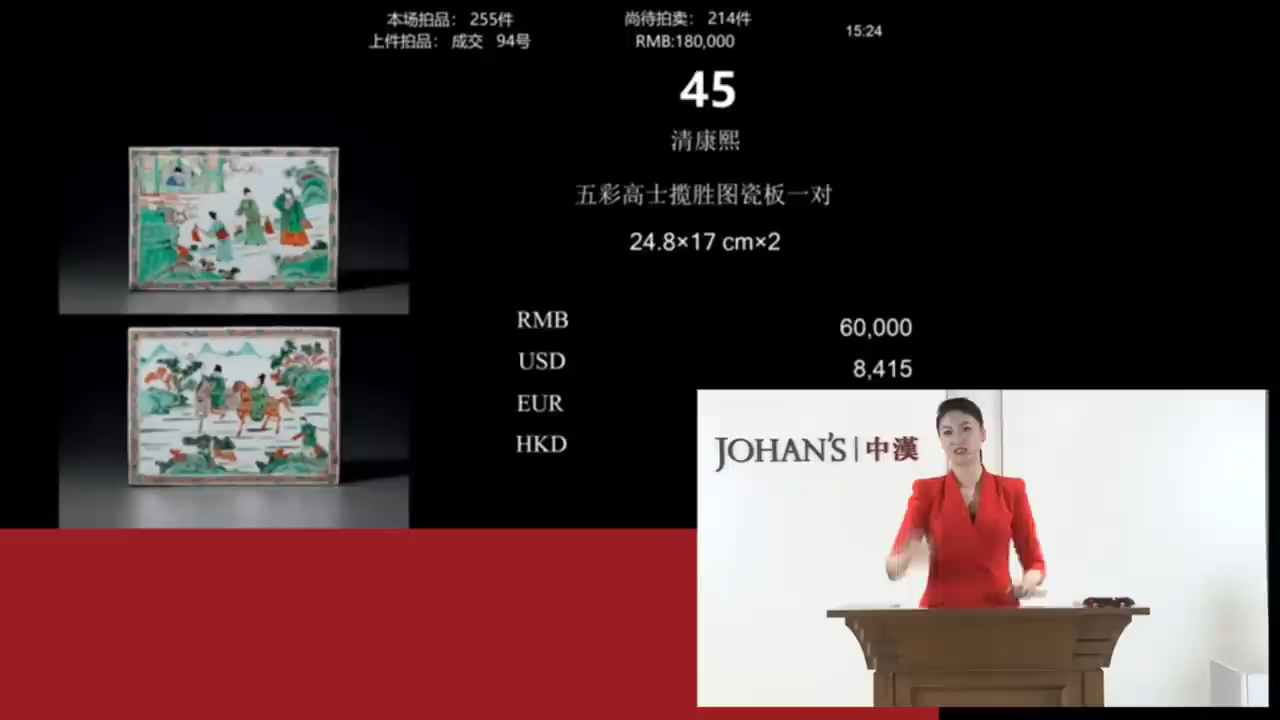 本场拍品： 255件
尚待拍卖： 214件
上件拍品： 成交 94号
RMB:180,000
15:24
45
清康熙
五彩高士揽胜图瓷板一对
24.8×17 cm×2
RMB 60,000
USD 8,415
EUR
HKD
JOHAN'S | 中漢